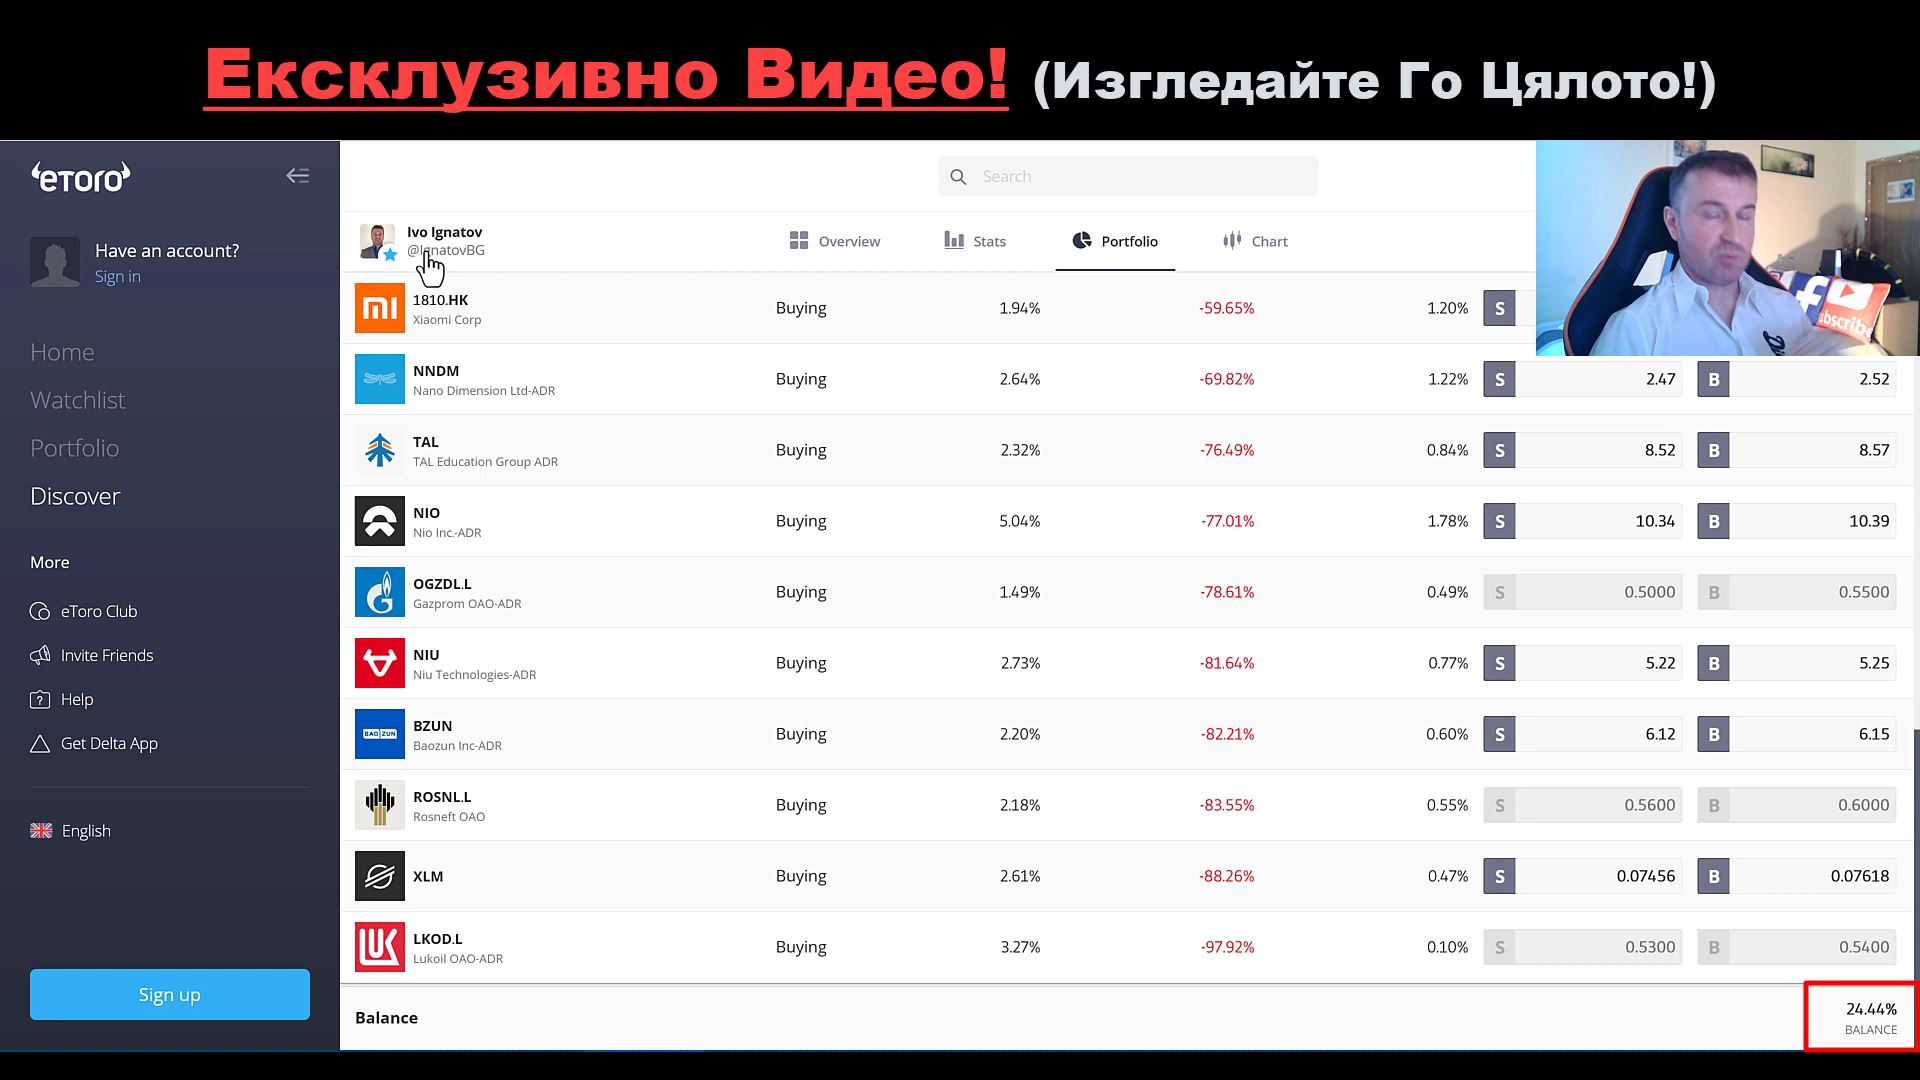 Ексклузивно Видео! (Изгледайте Го Цялото!)
eToro
Search
Have an account?
Sign in
Ivo Ignatov
@IgnatovBG
Overview
Stats
Portfolio
Chart
Home
Watchlist
Portfolio
Discover
More
eToro Club
Invite Friends
Help
Get Delta App
English
Sign up
mi
1810.HK
Xiaomi Corp
Buying
1.94%
-59.65%
1.20%
S
NNDM
Nano Dimension Ltd-ADR
Buying
2.64%
-69.82%
1.22%
S
2.47
B
2.52
TAL
TAL Education Group ADR
Buying
2.32%
-76.49%
0.84%
S
8.52
B
8.57
NIO
Nio Inc.-ADR
Buying
5.04%
-77.01%
1.78%
S
10.34
B
10.39
OGZDL.L
Gazprom OAO-ADR
Buying
1.49%
-78.61%
0.49%
S
0.5000
B
0.5500
NIU
Niu Technologies-ADR
Buying
2.73%
-81.64%
0.77%
S
5.22
B
5.25
BAOZUN
BZUN
Baozun Inc-ADR
Buying
2.20%
-82.21%
0.60%
S
6.12
B
6.15
ROSNL.L
Rosneft OAO
Buying
2.18%
-83.55%
0.55%
S
0.5600
B
0.6000
XLM
Buying
2.61%
-88.26%
0.47%
S
0.07456
B
0.07618
LUK
LKOD.L
Lukoil OAO-ADR
Buying
3.27%
-97.92%
0.10%
S
0.5300
B
0.5400
Balance
24.44%
BALANCE